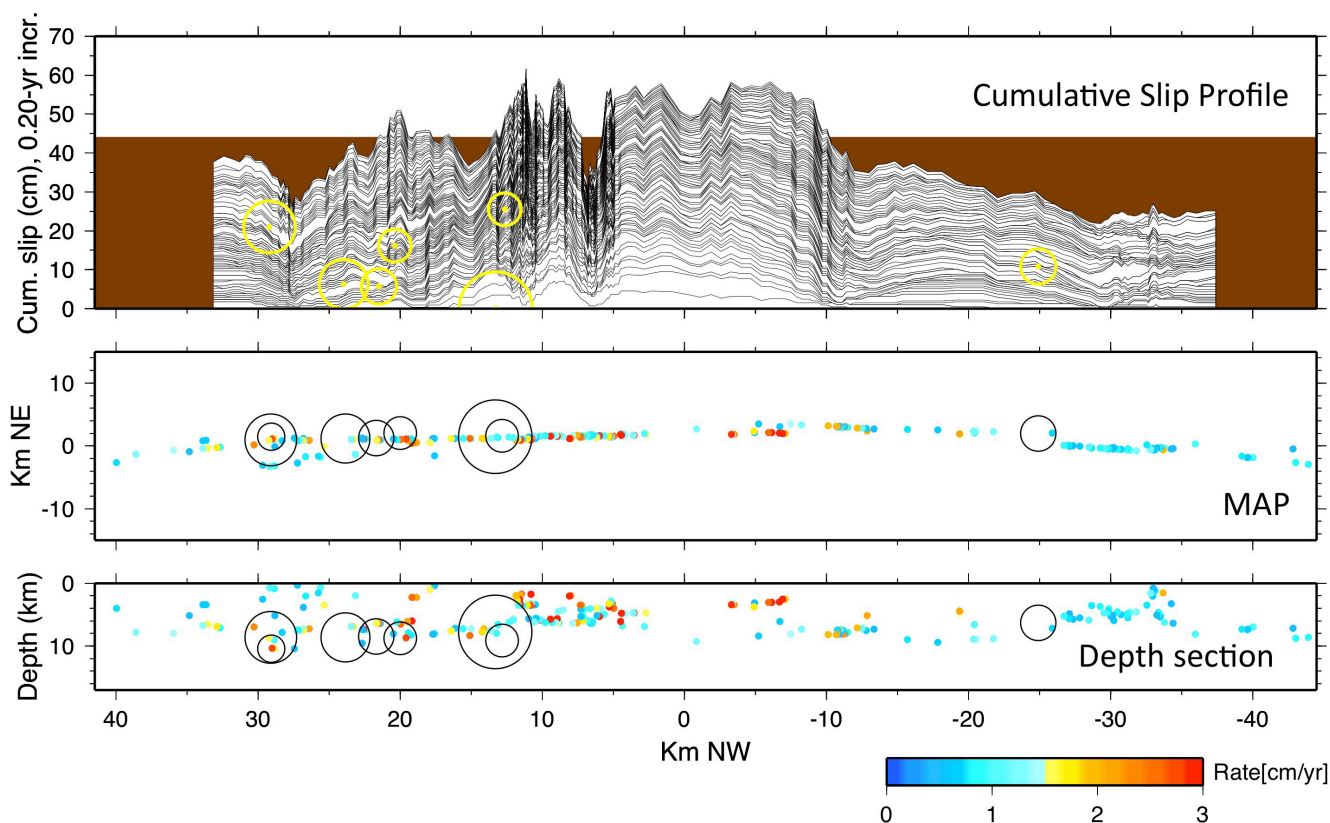 Cum. slip (cm), 0.20-yr incr.
70
60
50
40
30
20
10
0
Cumulative Slip Profile
Km NE
10
0
-10
MAP
Depth (km)
0
10
Depth section
40 30 20 10 0 -10 -20 -30 -40
Km NW
Rate[cm/yr]
0 1 2 3